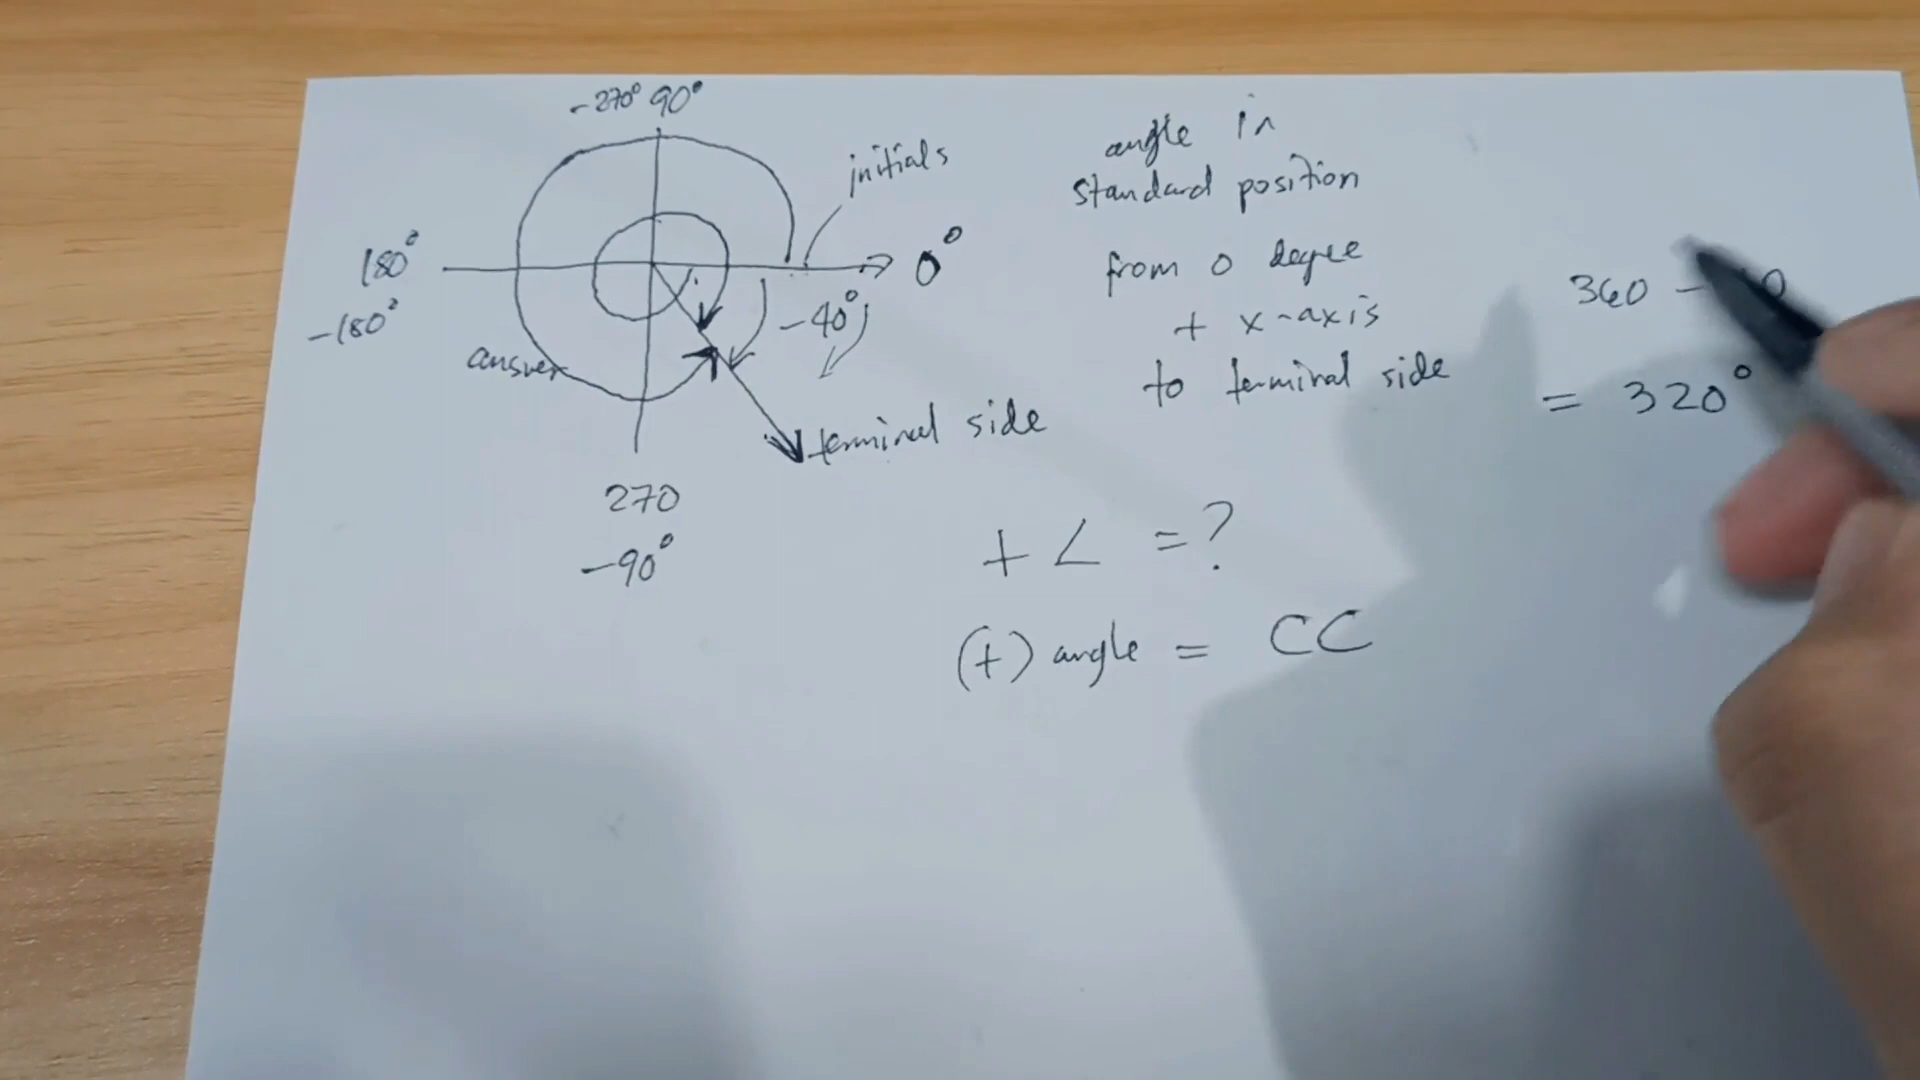 -270° 90°
initials
180°
0°
-180°
-40°
answer
terminal side
270
-90°
angle in
standard position
from 0 degree
+ x-axis
to terminal side
360 -
= 320°
+ ∠ = ?
(+) angle = CC